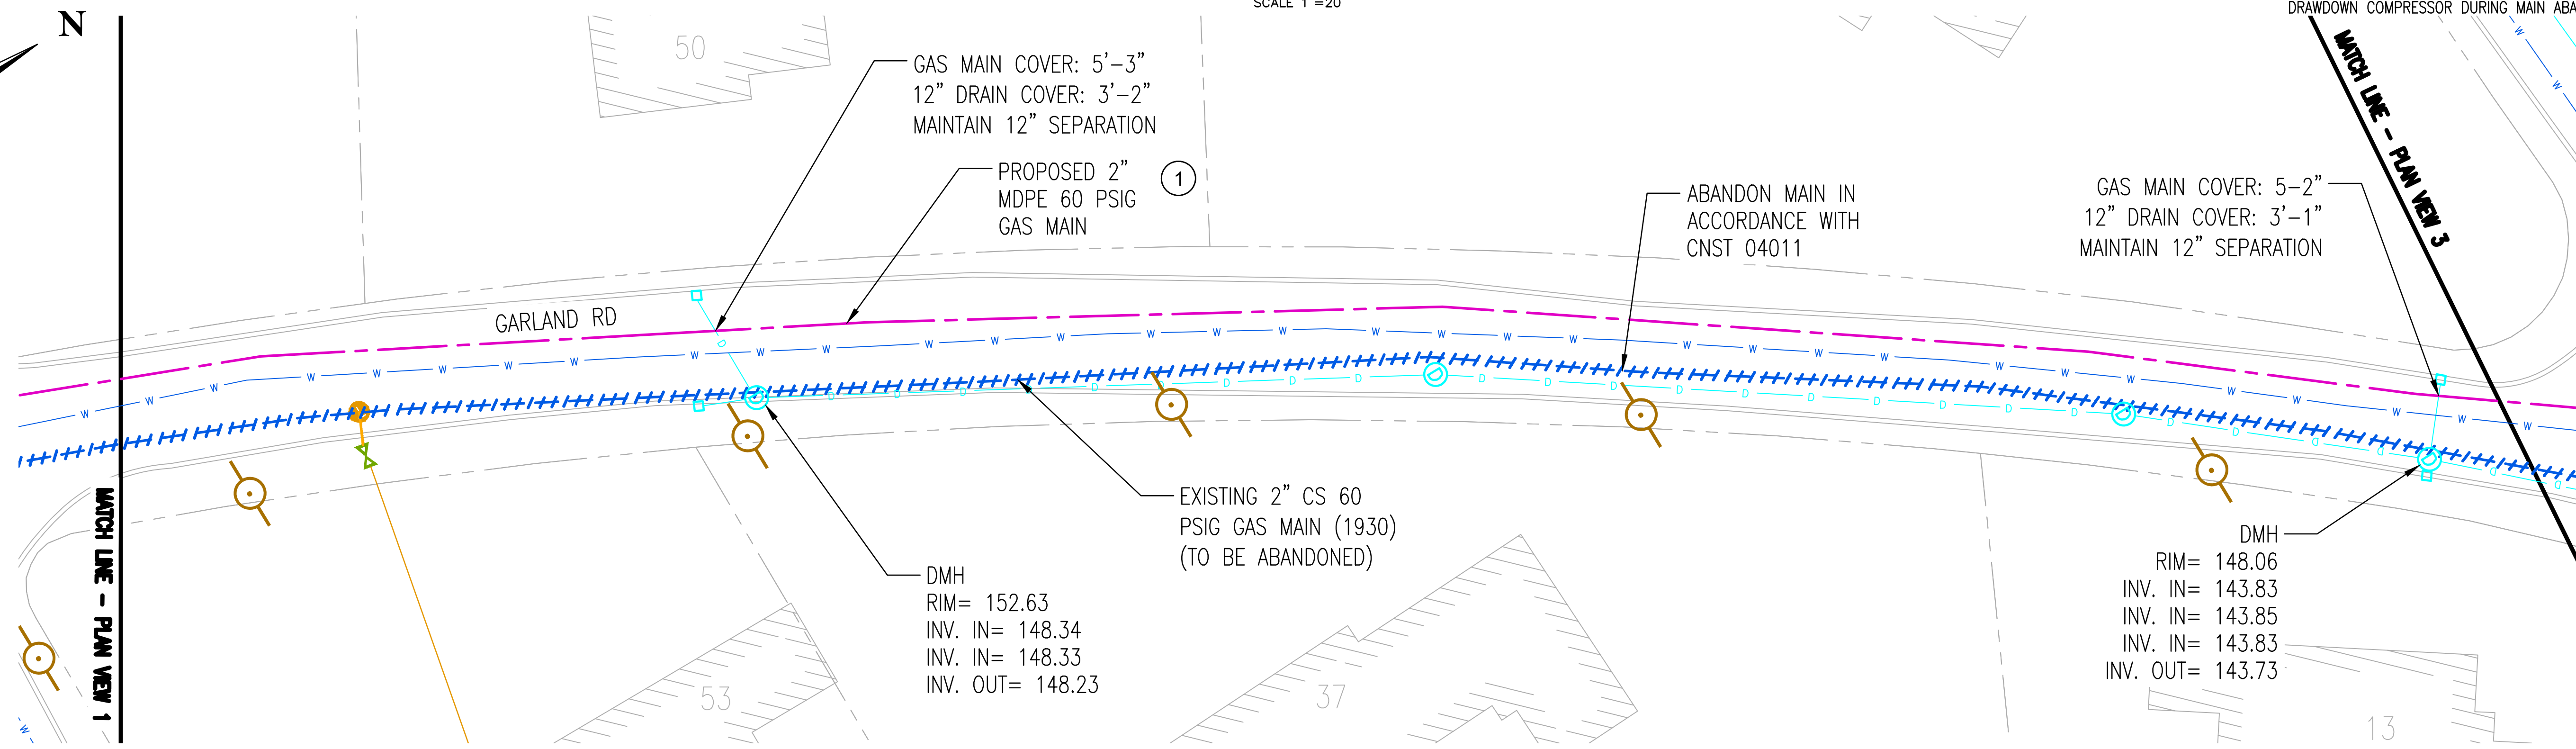 SCALE 1"=20'
DRAWDOWN COMPRESSOR DURING MAIN ABA
N
50
GAS MAIN COVER: 5'-3"
12" DRAIN COVER: 3'-2"
MAINTAIN 12" SEPARATION
PROPOSED 2"
MDPE 60 PSIG
GAS MAIN
1
ABANDON MAIN IN
ACCORDANCE WITH
CNST 04011
GAS MAIN COVER: 5-2"
12" DRAIN COVER: 3'-1"
MAINTAIN 12" SEPARATION
MATCH LINE - PLAN VIEW 3
GARLAND RD
MATCH LINE - PLAN VIEW 1
EXISTING 2" CS 60
PSIG GAS MAIN (1930)
(TO BE ABANDONED)
DMH
RIM= 152.63
INV. IN= 148.34
INV. IN= 148.33
INV. OUT= 148.23
DMH
RIM= 148.06
INV. IN= 143.83
INV. IN= 143.85
INV. IN= 143.83
INV. OUT= 143.73
53
37
13